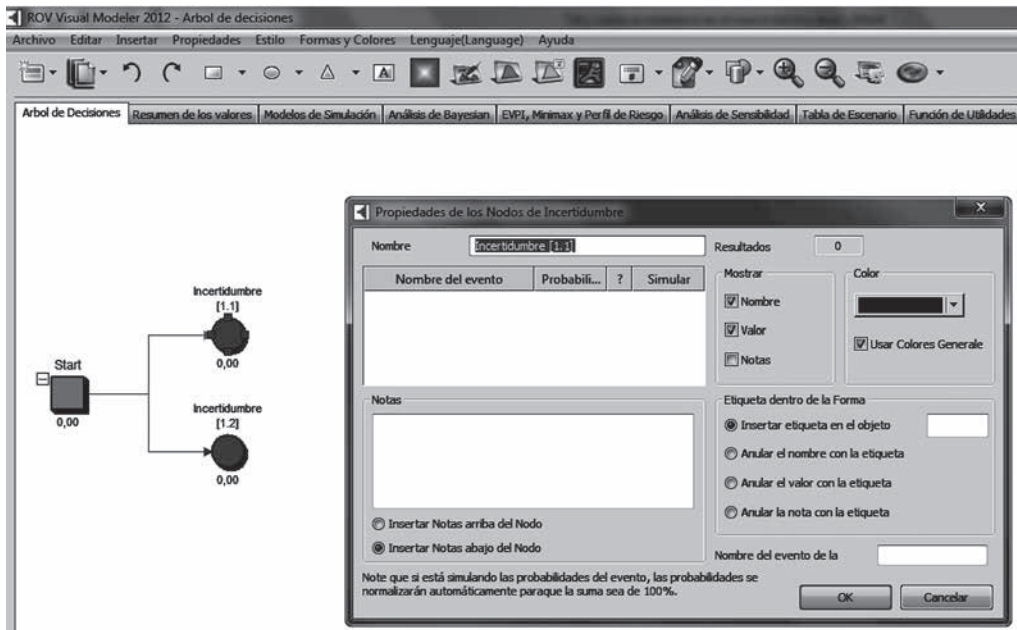 ROV Visual Modeler 2012 - Arbol de decisiones
Archivo Editar Insertar Propiedades Estilo Formas y Colores Lenguaje(Language) Ayuda
A
Arbol de Decisiones Resumen de los valores Modelos de Simulación Análisis de Bayesian EVPI, Minimax y Perfil de Riesgo Análisis de Sensibilidad Tabla de Escenario Función de Utilidades
Start
0,00
Incertidumbre
[1.1]
0,00
Incertidumbre
[1.2]
0,00
Propiedades de los Nodos de Incertidumbre
Nombre Incertidumbre [1.1]
Resultados 0
Nombre del evento Probabili... ? Simular
Mostrar
Nombre
Valor
Notas
Color
Usar Colores Generale
Notas
Insertar Notas arriba del Nodo
Insertar Notas abajo del Nodo
Etiqueta dentro de la Forma
Insertar etiqueta en el objeto
Anular el nombre con la etiqueta
Anular el valor con la etiqueta
Anular la nota con la etiqueta
Nombre del evento de la
Note que si está simulando las probabilidades del evento, las probabilidades se
normalizarán automáticamente paraque la suma sea de 100%.
OK Cancelar